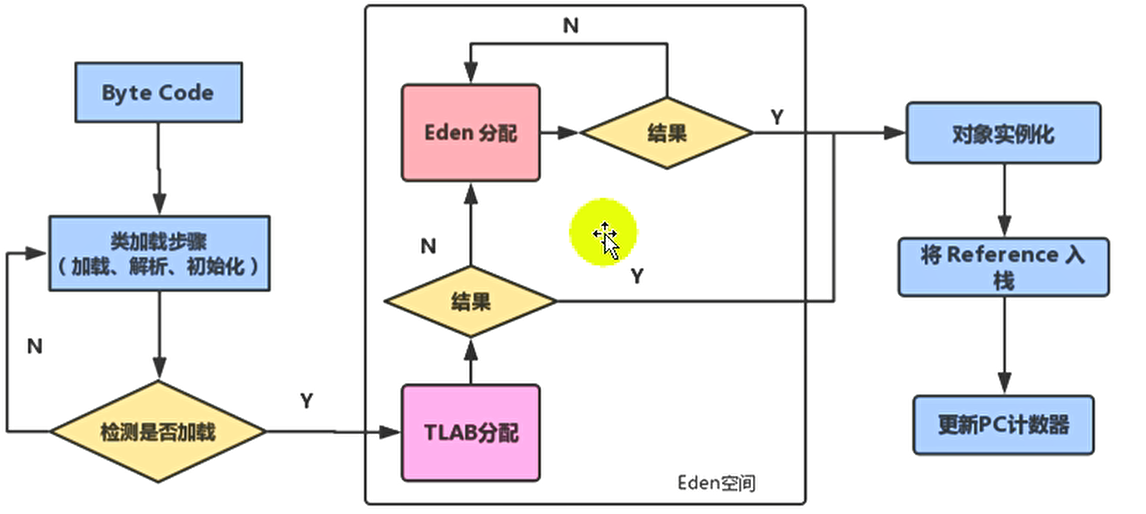 Byte Code
类加载步骤
（加载、解析、初始化）
N
检测是否加载
Y
N
Eden 分配
结果
Y
N
结果
Y
TLAB分配
Eden空间
对象实例化
将 Reference 入
栈
更新PC计数器